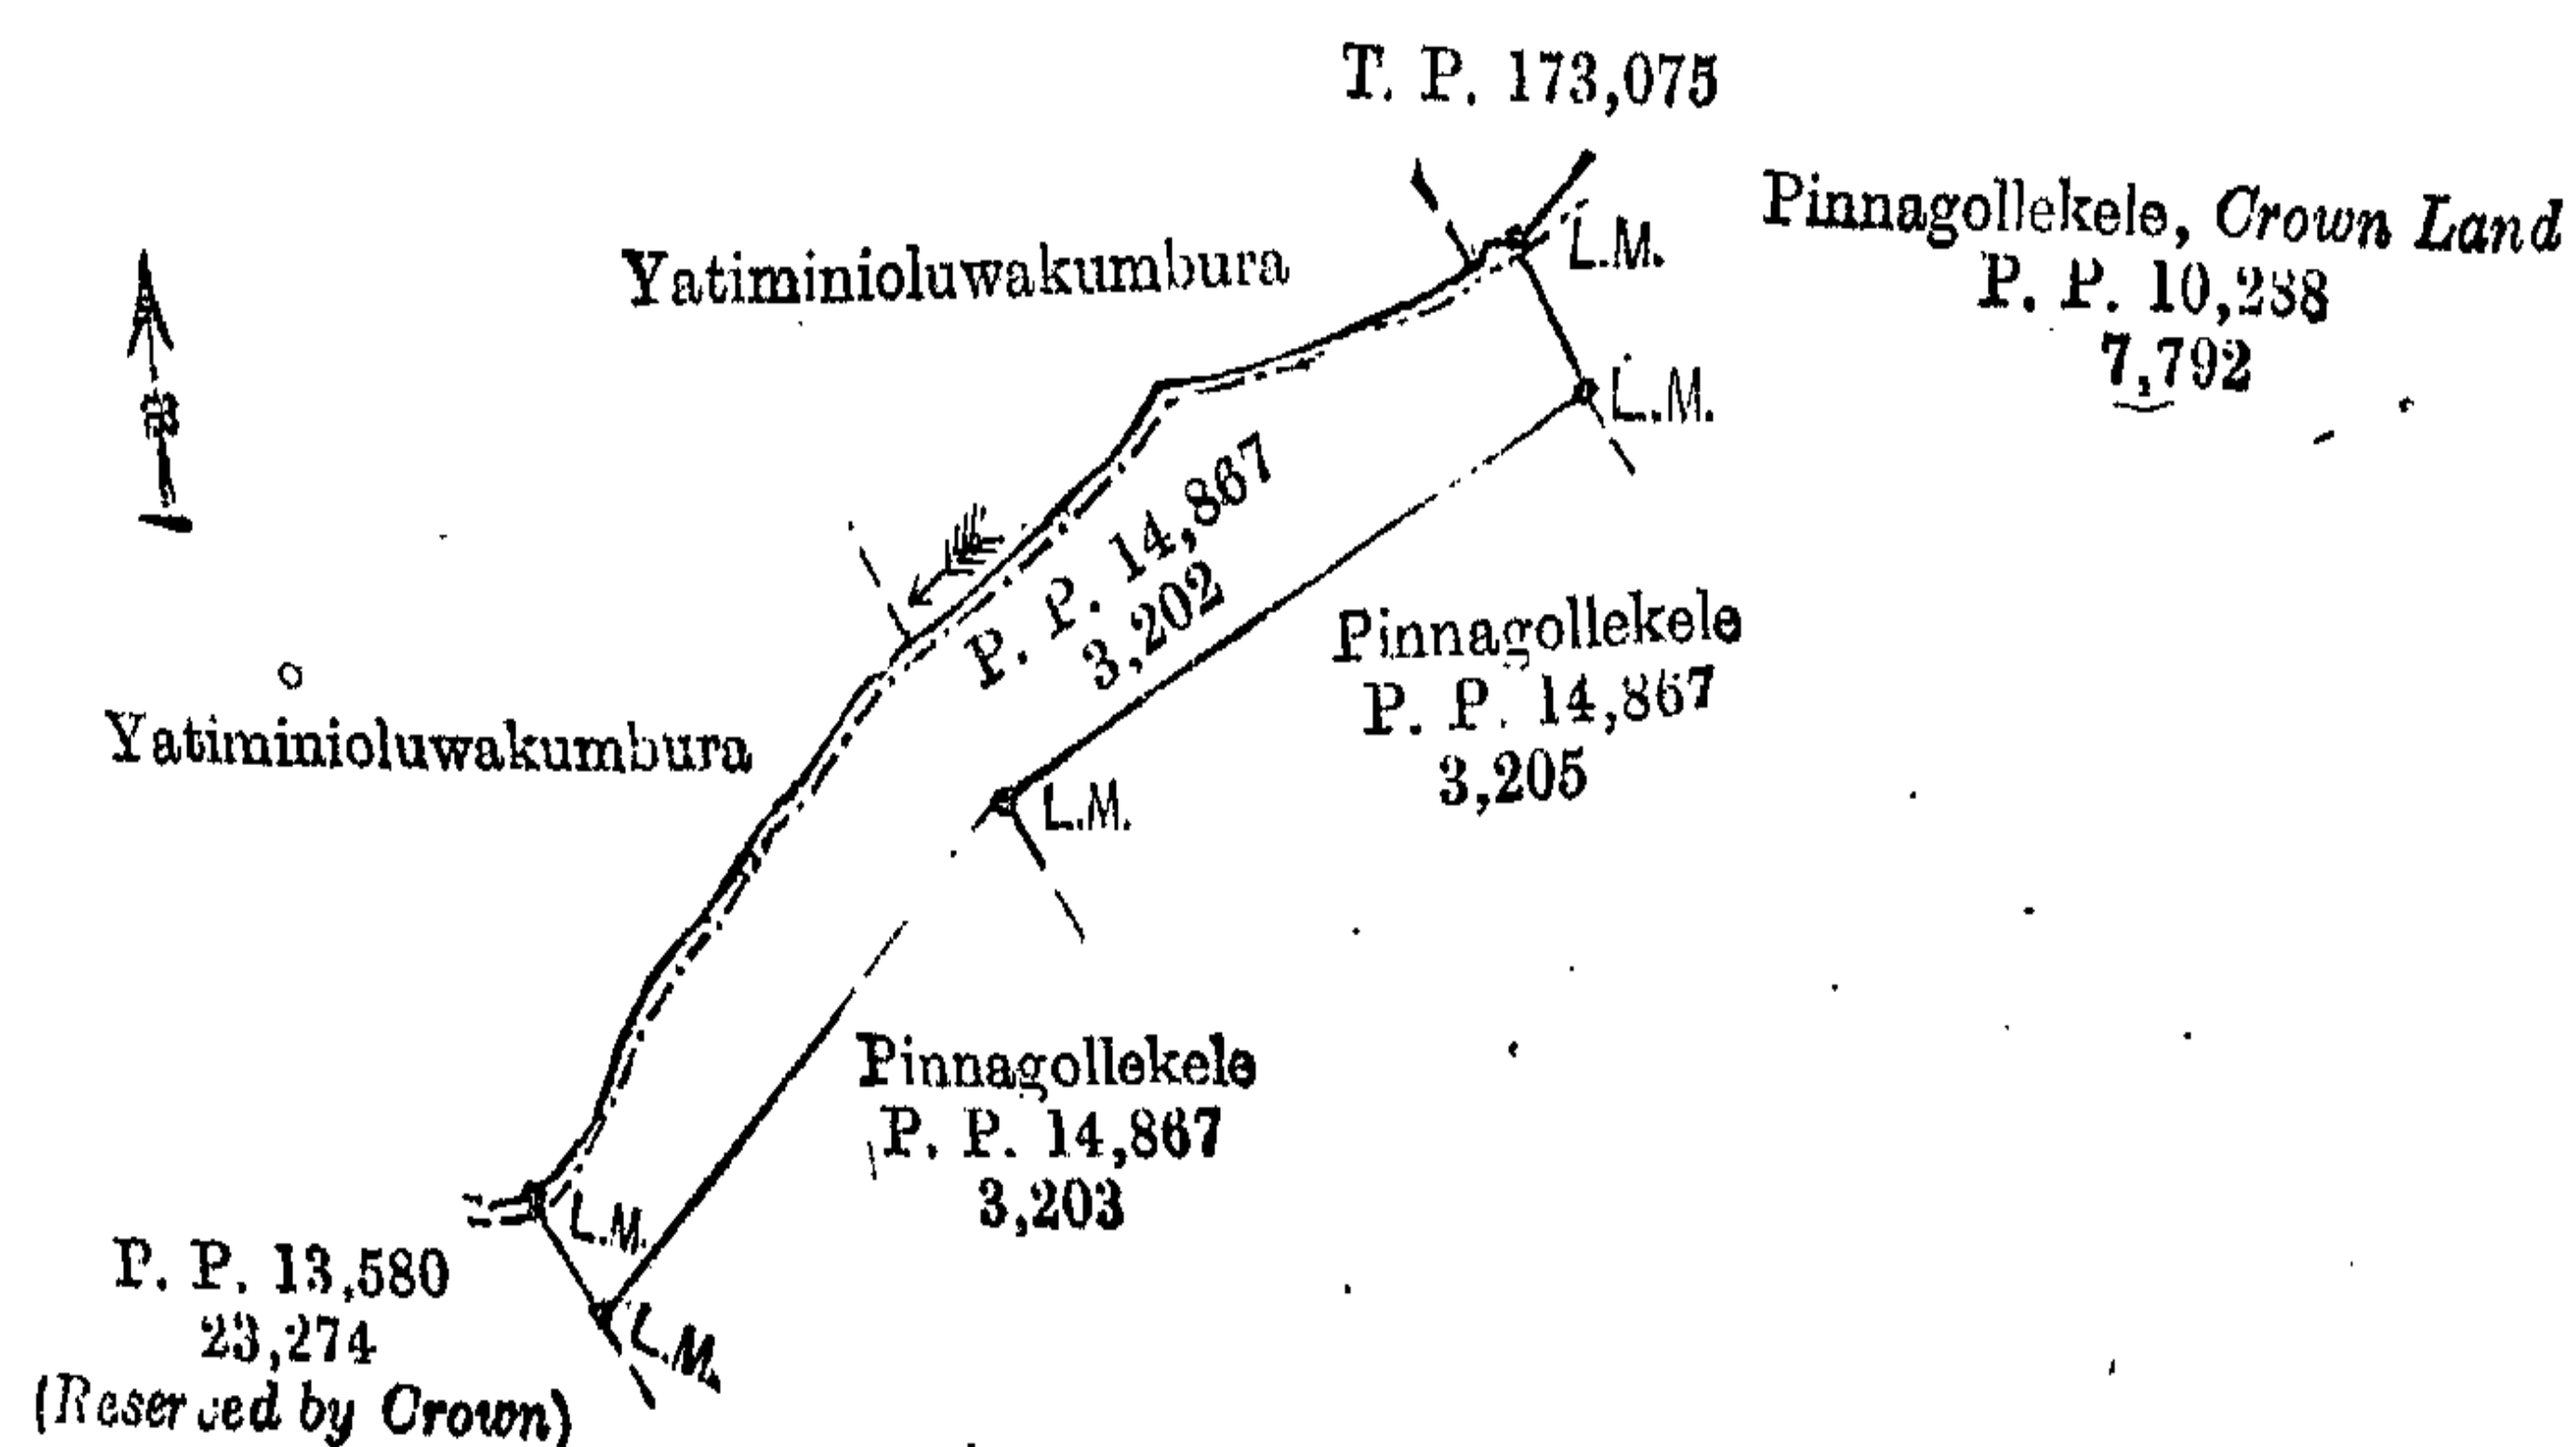 T. P. 173,075
Pinnagollekele, Crown Land
P. P. 10,288
7,792
L.M.
Yatiminioluwakumbura
L.M.
P. P. 14,867
3,202
Pinnagollekele
P. P. 14,867
3,205
Yatiminioluwakumbura
L.M.
Pinnagollekele
P. P. 14,867
3,203
L.M.
P. P. 13,580
23,274
(Reserved by Crown)
L.M.